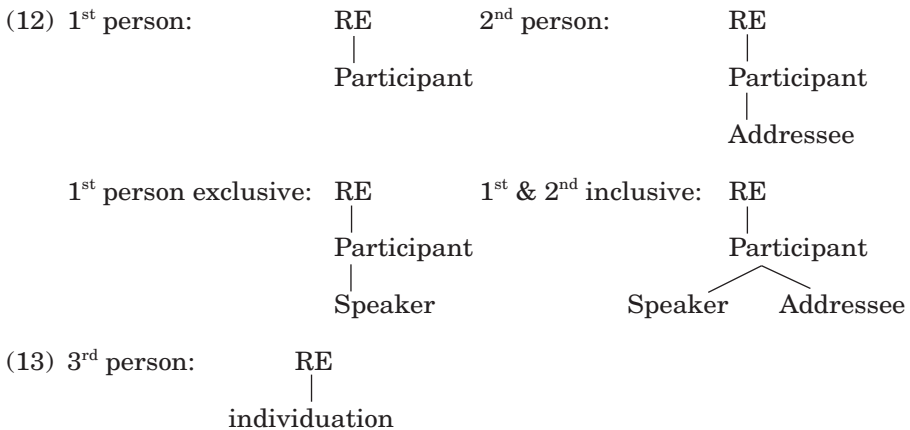 (12) 1st person: RE 2nd person: RE
Participant Participant
Addressee
1st person exclusive: RE 1st & 2nd inclusive: RE
Participant Participant
Speaker Speaker Addressee
(13) 3rd person: RE
individuation